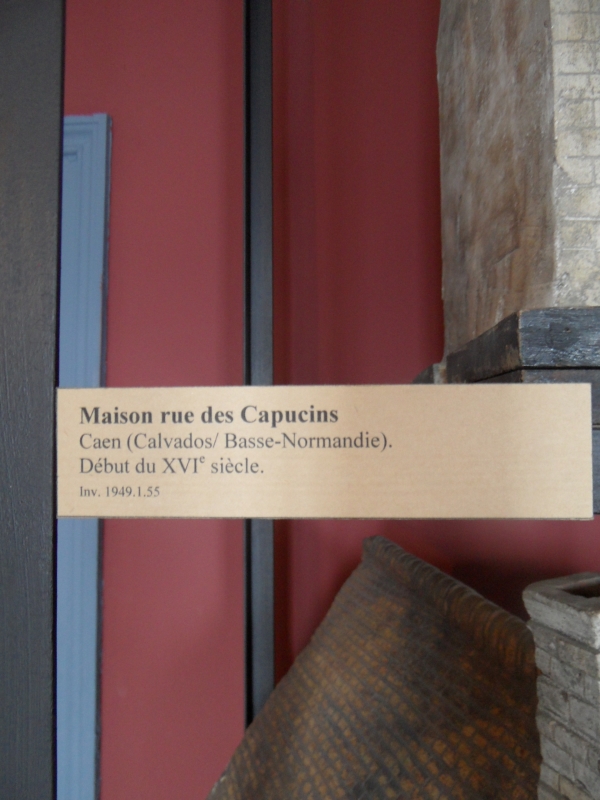 Maison rue des Capucins
Caen (Calvados/ Basse-Normandie).
Début du XVIe siècle.
Inv. 1949.1.55